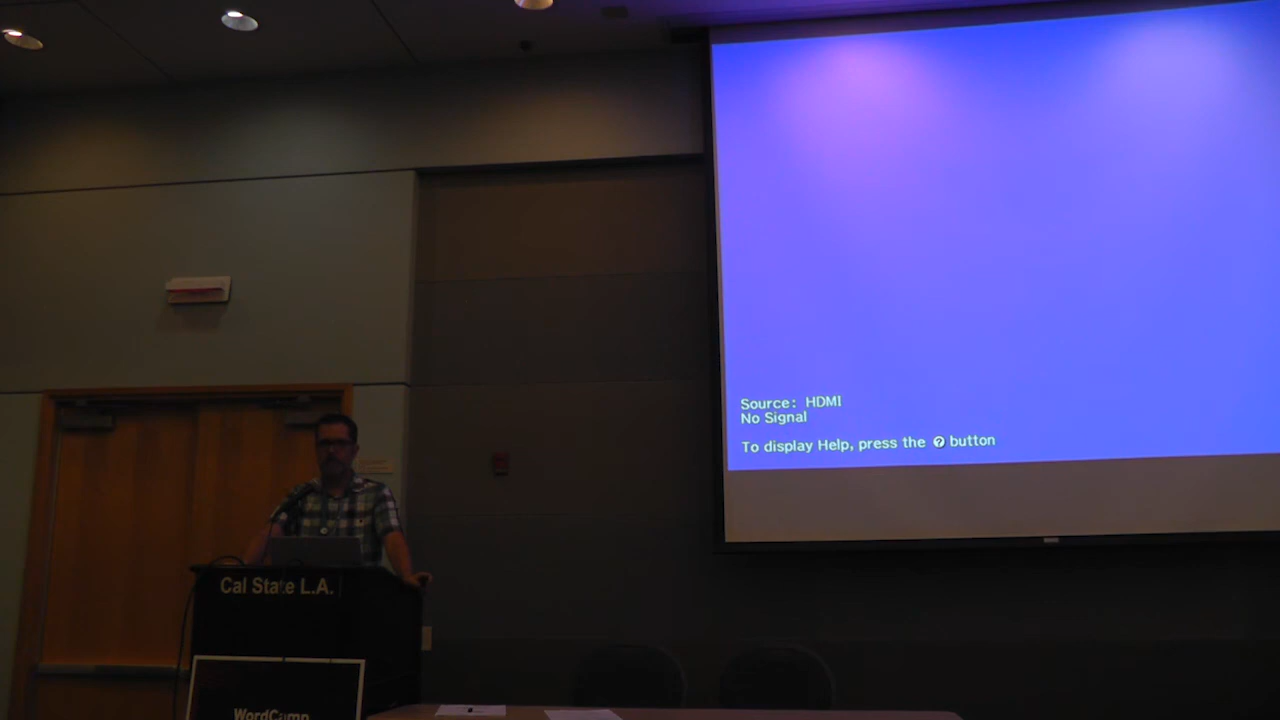 Source: HDMI
No Signal
To display Help, press the ? button
Cal State L.A.
WordCamp